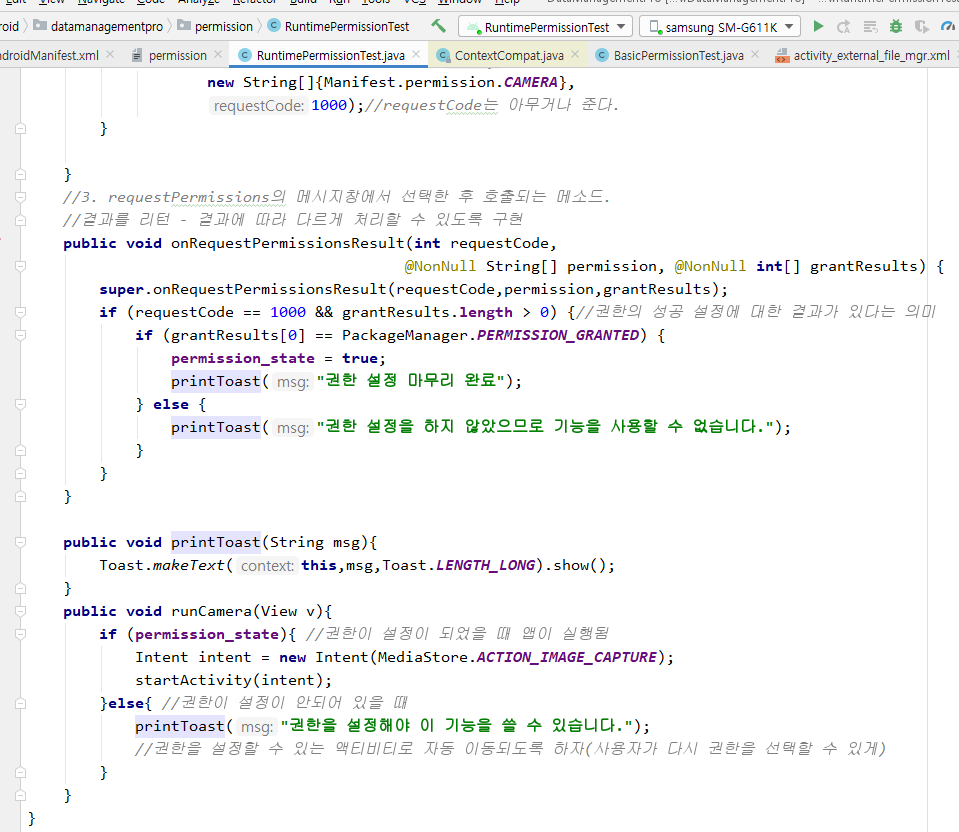 Edit View Navigate Code Analyze Refactor Build Run Tools VCS Window Help
roid datamanagementpro permission RuntimePermissionTest RuntimePermissionTest samsung SM-G611K
ndroidManifest.xml permission RuntimePermissionTest.java ContextCompat.java BasicPermissionTest.java activity_external_file_mgr.xml
new String[]{Manifest.permission.CAMERA},
requestCode: 1000);//requestCode는 아무거나 준다.
}
}
//3. requestPermissions의 메시지창에서 선택한 후 호출되는 메소드.
//결과를 리턴 - 결과에 따라 다르게 처리할 수 있도록 구현
public void onRequestPermissionsResult(int requestCode,
@NonNull String[] permission, @NonNull int[] grantResults) {
super.onRequestPermissionsResult(requestCode,permission,grantResults);
if (requestCode == 1000 && grantResults.length > 0) {//권한의 성공 설정에 대한 결과가 있다는 의미
if (grantResults[0] == PackageManager.PERMISSION_GRANTED) {
permission_state = true;
printToast( msg: "권한 설정 마무리 완료");
} else {
printToast( msg: "권한 설정을 하지 않았으므로 기능을 사용할 수 없습니다.");
}
}
}
public void printToast(String msg){
Toast.makeText( context: this,msg,Toast.LENGTH_LONG).show();
}
public void runCamera(View v){
if (permission_state){ //권한이 설정이 되었을 때 앱이 실행됨
Intent intent = new Intent(MediaStore.ACTION_IMAGE_CAPTURE);
startActivity(intent);
}else{ //권한이 설정이 안되어 있을 때
printToast( msg: "권한을 설정해야 이 기능을 쓸 수 있습니다.");
//권한을 설정할 수 있는 액티비티로 자동 이동되도록 하자(사용자가 다시 권한을 선택할 수 있게)
}
}
}